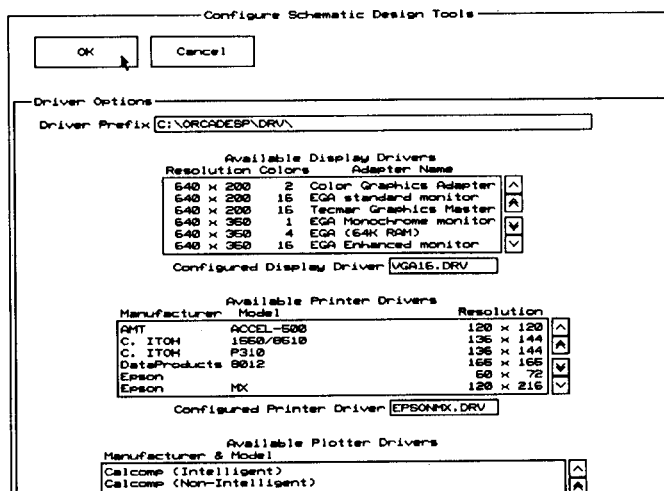 Configure Schematic Design Tools
OK Cancel
Driver Options
Driver Prefix C:\ORCADESP\DRV\
Available Display Drivers
Resolution Colors Adapter Name
640 x 200 2 Color Graphics Adapter
640 x 200 16 EGA standard monitor
640 x 200 16 Tecmar Graphics Master
640 x 350 1 EGA Monochrome monitor
640 x 350 4 EGA (64K RAM)
640 x 350 16 EGA Enhanced monitor
Configured Display Driver VGA16.DRV
Available Printer Drivers
Manufacturer Model Resolution
AMT ACCEL-500 120 x 120
C. ITOH 1550/8510 136 x 144
C. ITOH P310 136 x 144
DataProducts 8012 165 x 165
Epson 60 x 72
Epson MX 120 x 216
Configured Printer Driver EPSONMX.DRV
Available Plotter Drivers
Manufacturer & Model
Calcomp (Intelligent)
Calcomp (Non-Intelligent)